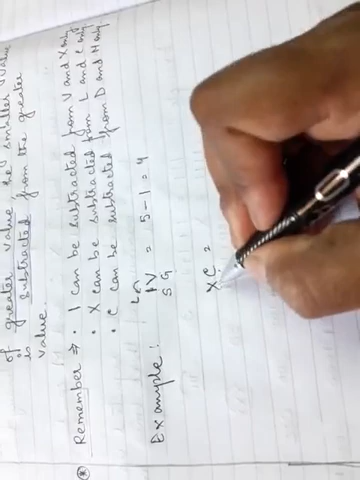 of greater value, the smaller value
is subtracted from the greater
value.
* Remember ⇒ • I can be subtracted from V and X only
• X can be subtracted from L and C only.
• C can be subtracted from D and M only.
Example: IV = 5-1=4
S G
XC =